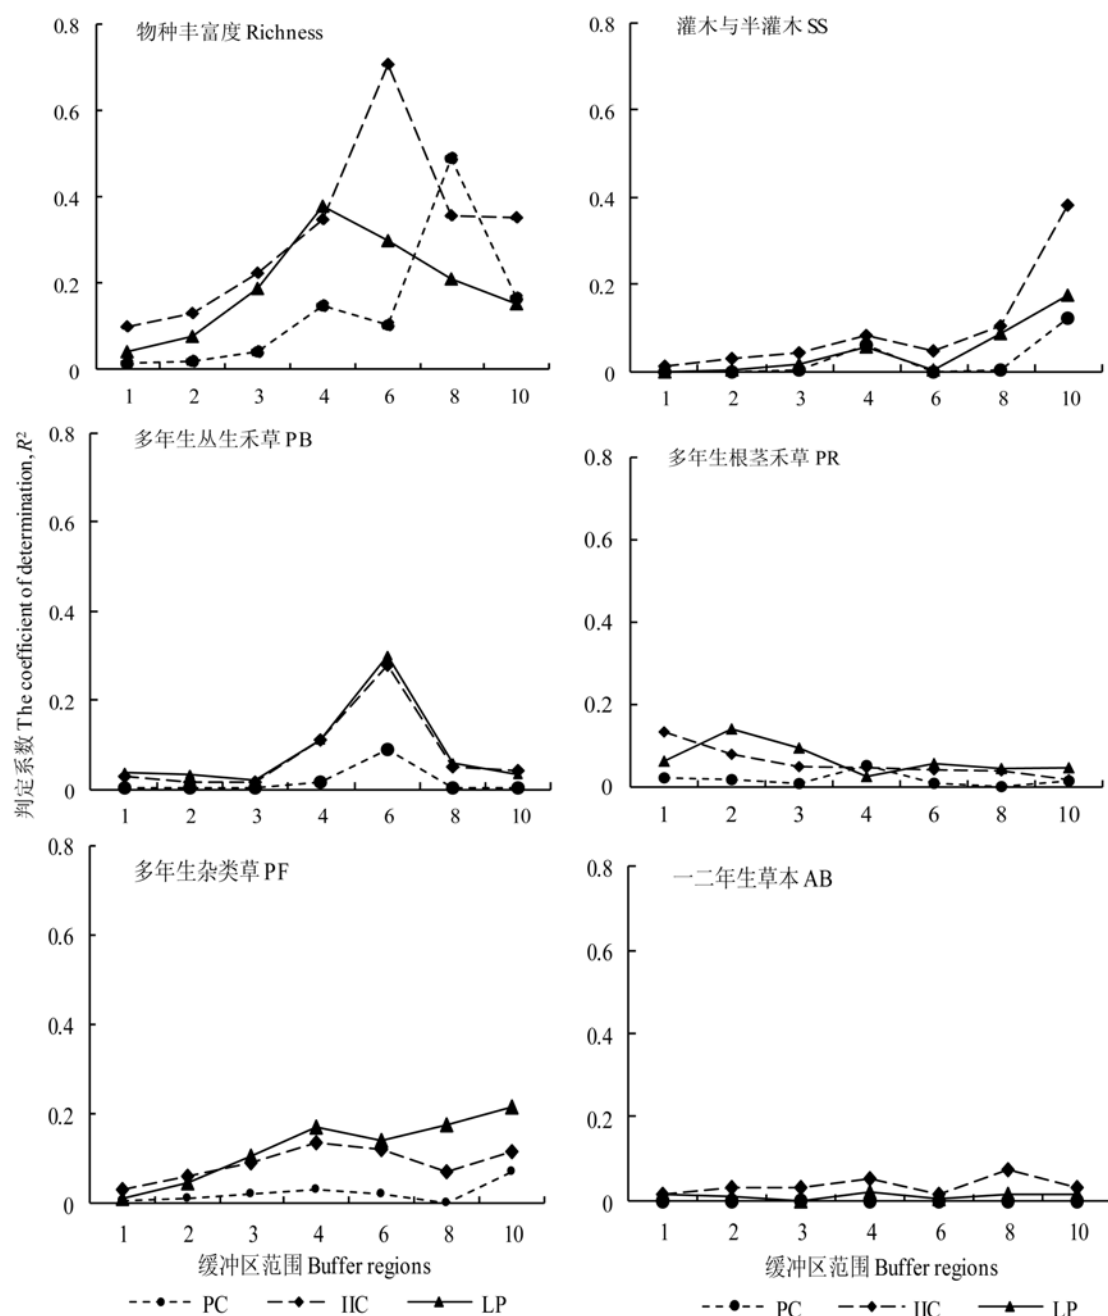 物种丰富度 Richness
0.8
0.6
0.4
0.2
0
1 2 3 4 6 8 10
灌木与半灌木 SS
0.8
0.6
0.4
0.2
0
1 2 3 4 6 8 10
判定系数 The coefficient of determination, R²
多年生丛生禾草 PB
0.8
0.6
0.4
0.2
0
1 2 3 4 6 8 10
多年生根茎禾草 PR
0.8
0.6
0.4
0.2
0
1 2 3 4 6 8 10
多年生杂类草 PF
0.8
0.6
0.4
0.2
0
1 2 3 4 6 8 10
缓冲区范围 Buffer regions
PC IIC LP
一二年生草本 AB
0.8
0.6
0.4
0.2
0
1 2 3 4 6 8 10
缓冲区范围 Buffer regions
PC IIC LP